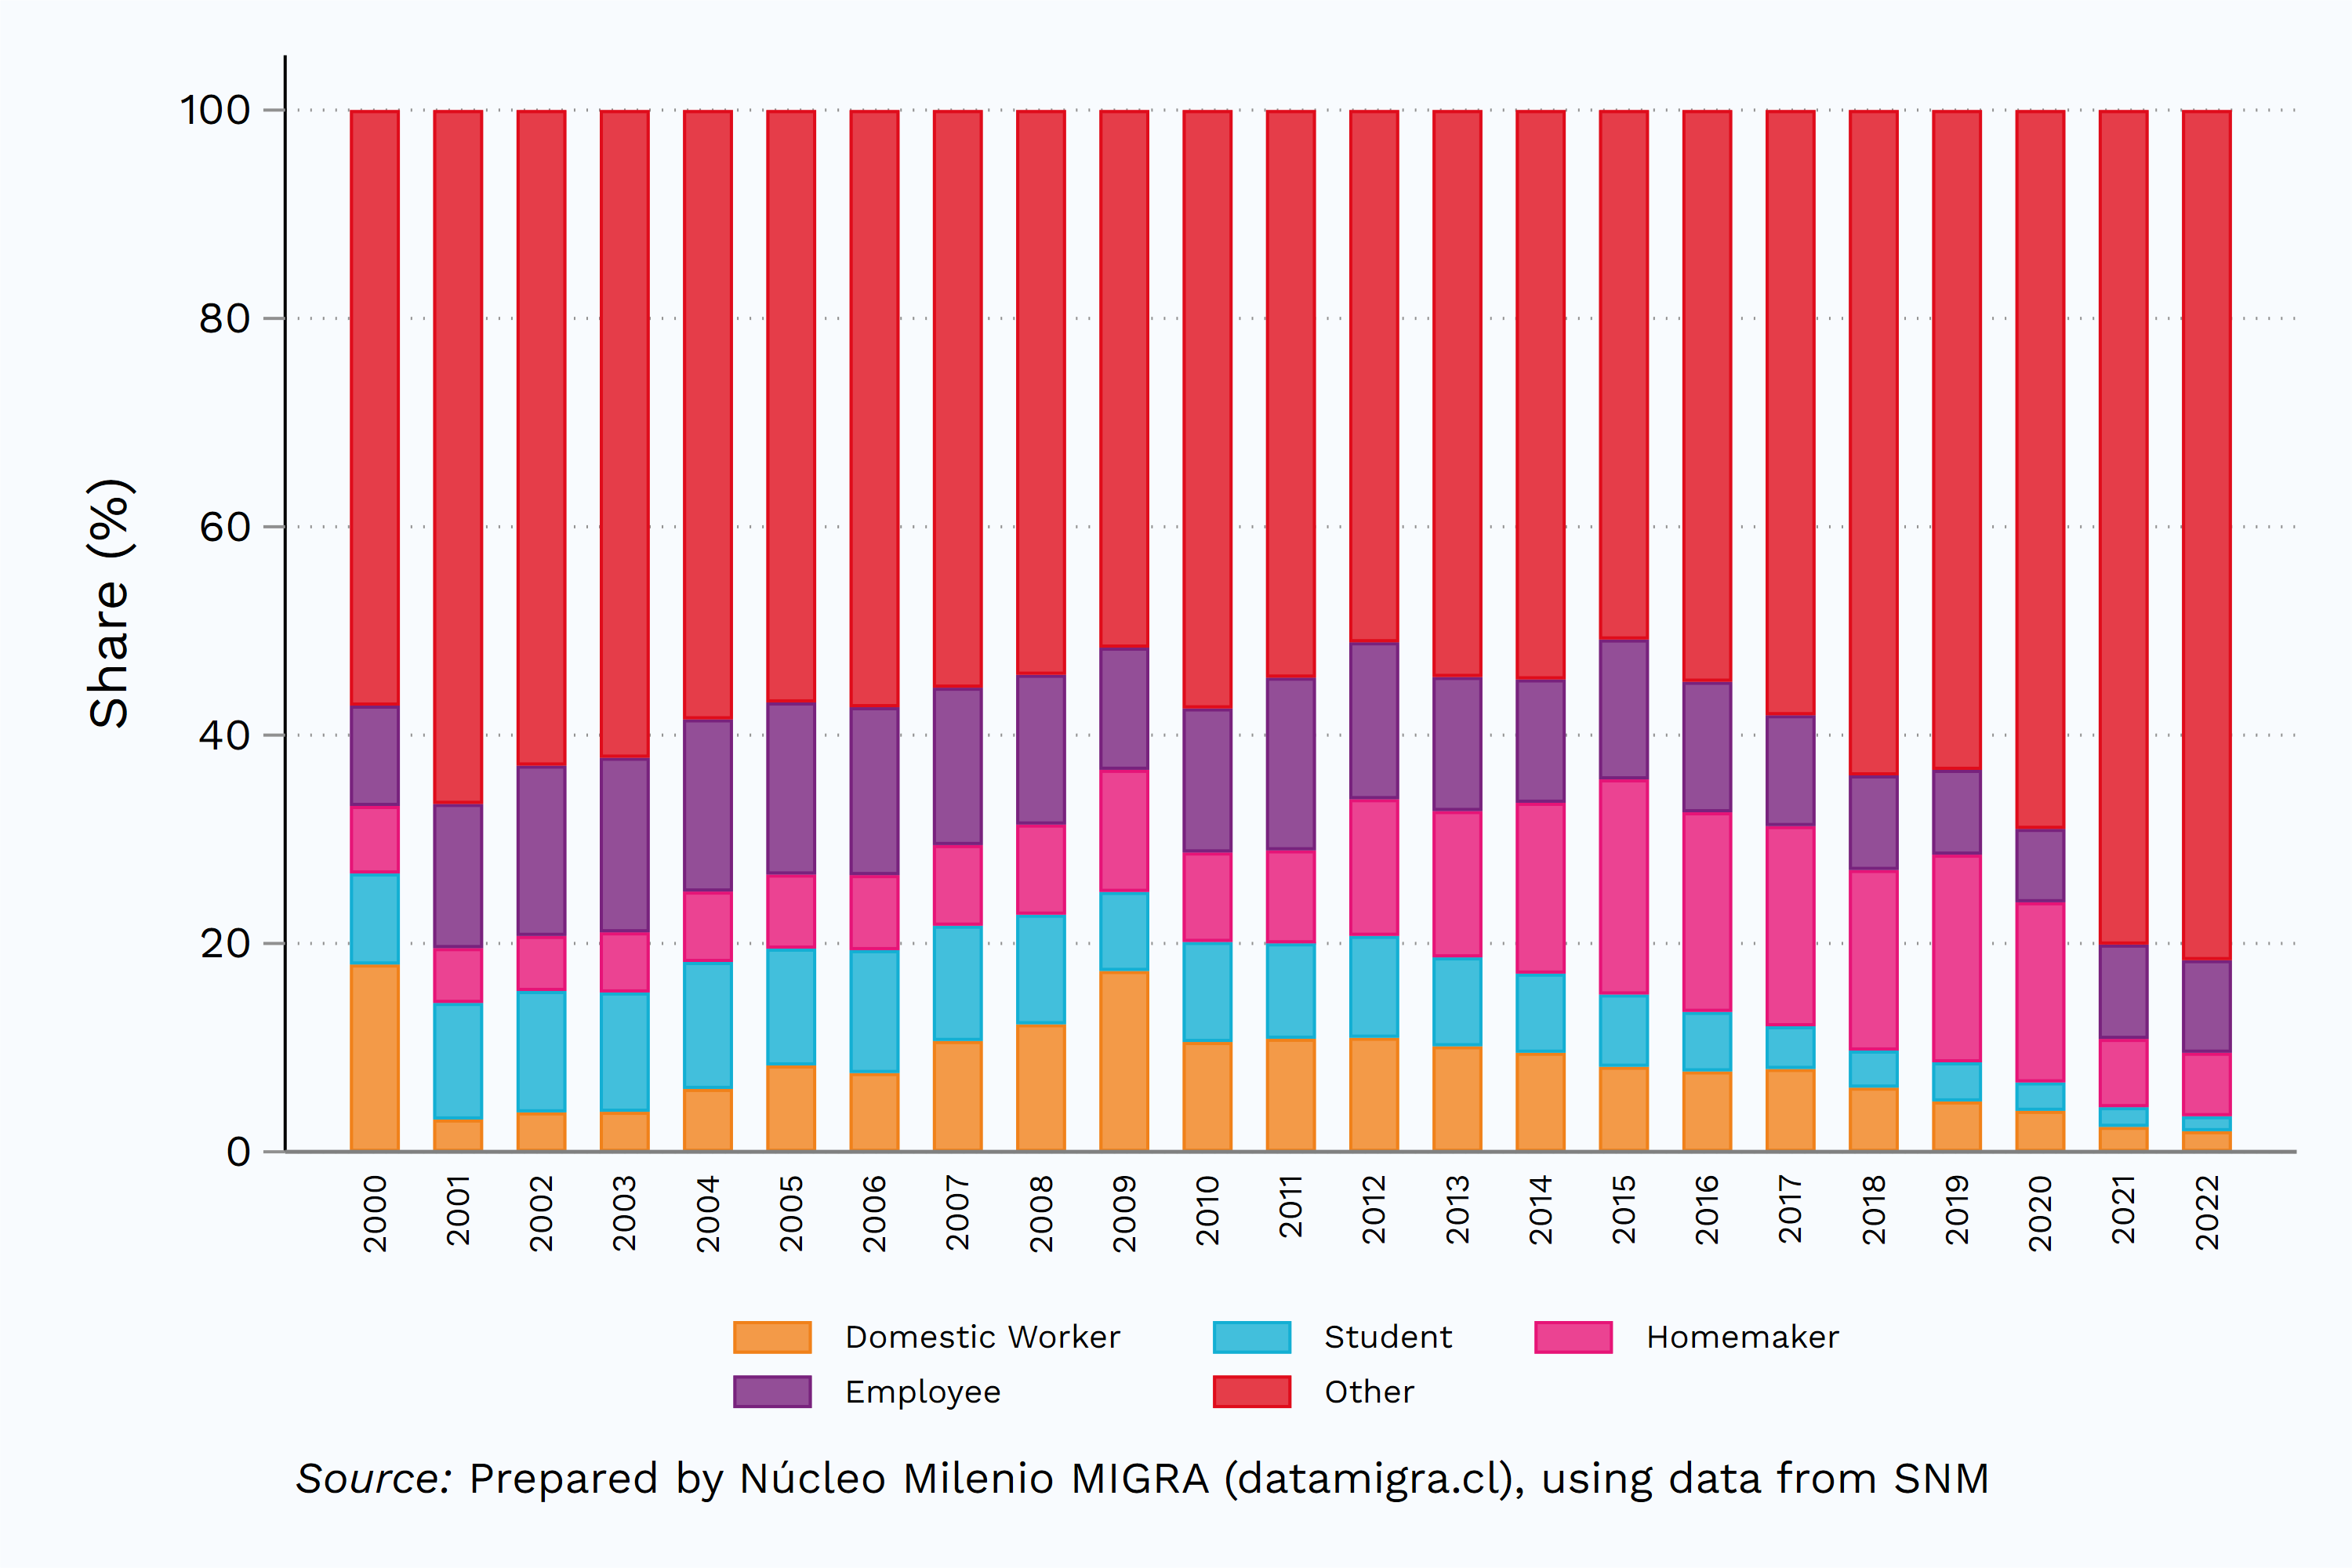 Share (%)
100
80
60
40
20
0
2000 2001 2002 2003 2004 2005 2006 2007 2008 2009 2010 2011 2012 2013 2014 2015 2016 2017 2018 2019 2020 2021 2022
Domestic Worker Student Homemaker
Employee Other
Source: Prepared by Núcleo Milenio MIGRA (datamigra.cl), using data from SNM